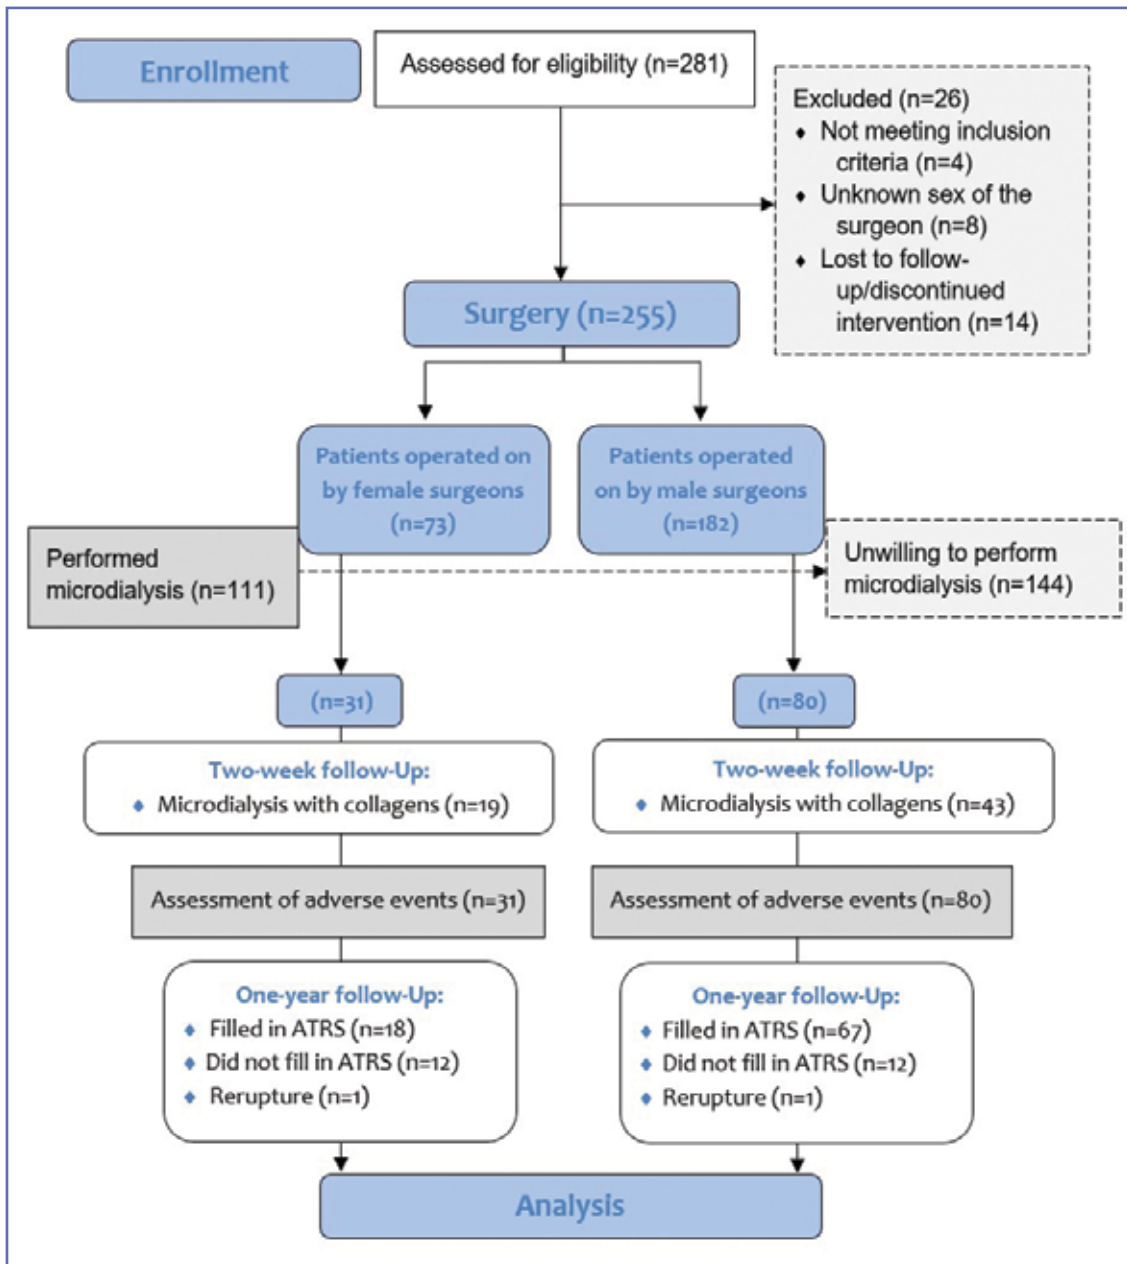 Enrollment
Assessed for eligibility (n=281)
Excluded (n=26)
♦ Not meeting inclusion
criteria (n=4)
♦ Unknown sex of the
surgeon (n=8)
♦ Lost to follow-
up/discontinued
intervention (n=14)
Surgery (n=255)
Patients operated on
by female surgeons
(n=73)
Patients operated
on by male surgeons
(n=182)
Performed
microdialysis (n=111)
Unwilling to perform
microdialysis (n=144)
(n=31)
(n=80)
Two-week follow-Up:
♦ Microdialysis with collagens (n=19)
Two-week follow-Up:
♦ Microdialysis with collagens (n=43)
Assessment of adverse events (n=31)
Assessment of adverse events (n=80)
One-year follow-Up:
♦ Filled in ATRS (n=18)
♦ Did not fill in ATRS (n=12)
♦ Rerupture (n=1)
One-year follow-Up:
♦ Filled in ATRS (n=67)
♦ Did not fill in ATRS (n=12)
♦ Rerupture (n=1)
Analysis